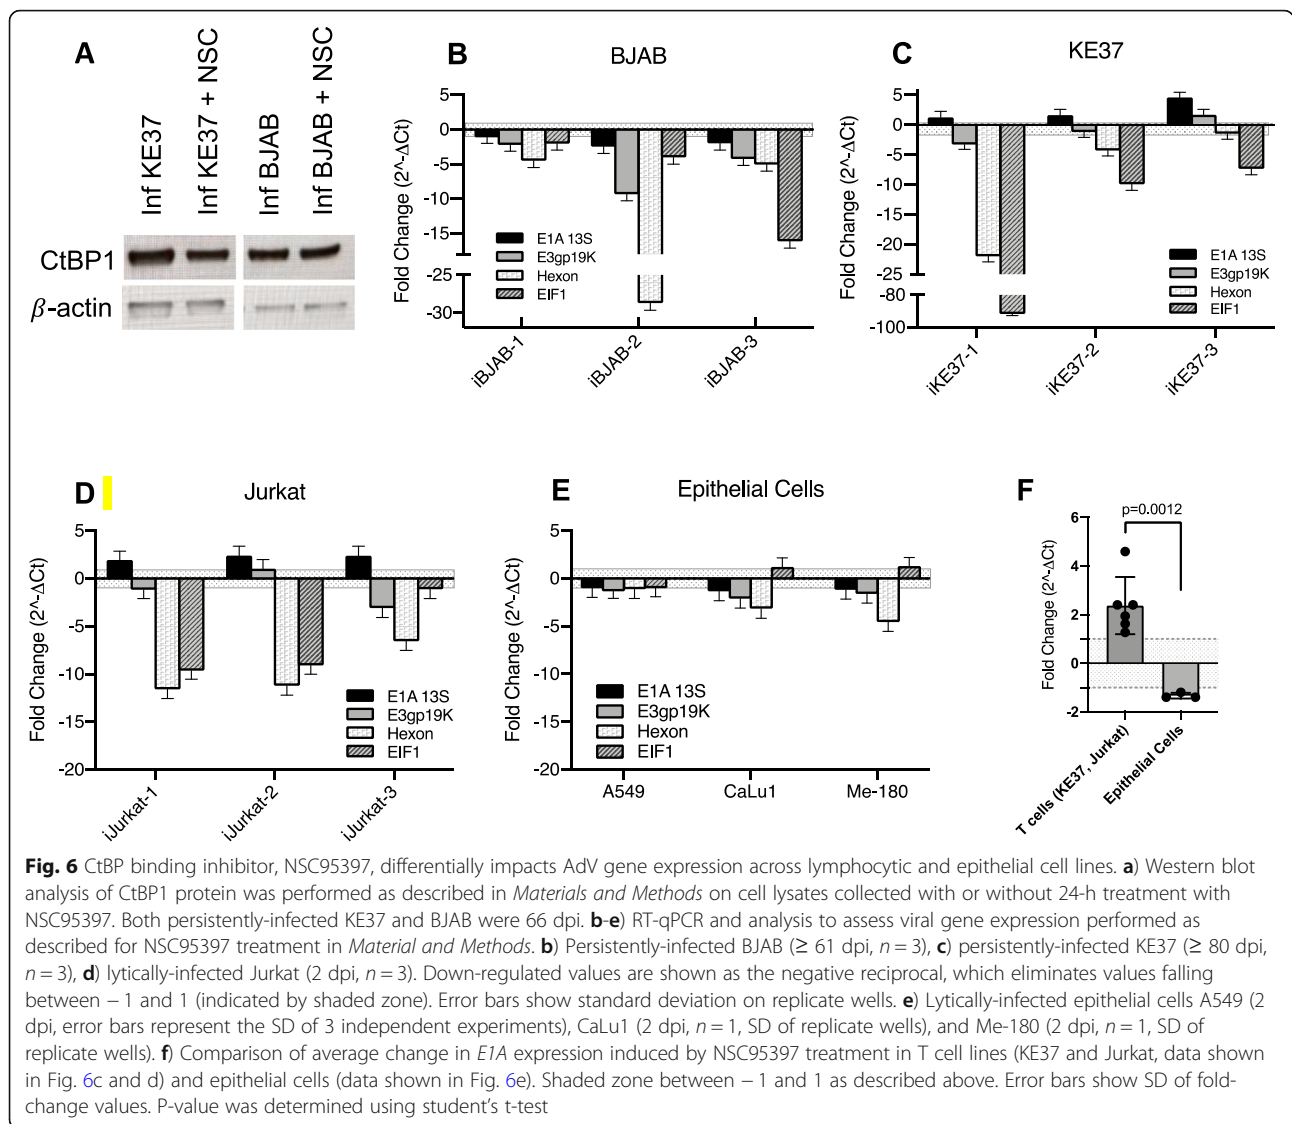 A
Inf KE37
Inf KE37 + NSC
Inf BJAB
Inf BJAB + NSC
CtBP1
β-actin
B
BJAB
Fold Change (2^-ΔCt)
5
0
-5
-10
-15
-25
-30
E1A 13S
E3gp19K
Hexon
EIF1
iBJAB-1
iBJAB-2
iBJAB-3
C
KE37
Fold Change (2^-ΔCt)
5
0
-5
-10
-15
-20
-25
-80
-100
E1A 13S
E3gp19K
Hexon
EIF1
iKE37-1
iKE37-2
iKE37-3
D
Jurkat
Fold Change (2^-ΔCt)
5
0
-5
-10
-15
-20
E1A 13S
E3gp19K
Hexon
EIF1
iJurkat-1
iJurkat-2
iJurkat-3
E
Epithelial Cells
Fold Change (2^-ΔCt)
5
0
-5
-10
-15
-20
E1A 13S
E3gp19K
Hexon
EIF1
A549
CaLu1
Me-180
F
p=0.0012
Fold Change (2^-ΔCt)
6
4
2
0
-2
T cells (KE37, Jurkat)
Epithelial Cells
Fig. 6 CtBP binding inhibitor, NSC95397, differentially impacts AdV gene expression across lymphocytic and epithelial cell lines. a) Western blot
analysis of CtBP1 protein was performed as described in Materials and Methods on cell lysates collected with or without 24-h treatment with
NSC95397. Both persistently-infected KE37 and BJAB were 66 dpi. b-e) RT-qPCR and analysis to assess viral gene expression performed as
described for NSC95397 treatment in Material and Methods. b) Persistently-infected BJAB (≥ 61 dpi, n = 3), c) persistently-infected KE37 (≥ 80 dpi,
n = 3), d) lytically-infected Jurkat (2 dpi, n = 3). Down-regulated values are shown as the negative reciprocal, which eliminates values falling
between − 1 and 1 (indicated by shaded zone). Error bars show standard deviation on replicate wells. e) Lytically-infected epithelial cells A549 (2
dpi, error bars represent the SD of 3 independent experiments), CaLu1 (2 dpi, n = 1, SD of replicate wells), and Me-180 (2 dpi, n = 1, SD of
replicate wells). f) Comparison of average change in E1A expression induced by NSC95397 treatment in T cell lines (KE37 and Jurkat, data shown
in Fig. 6c and d) and epithelial cells (data shown in Fig. 6e). Shaded zone between − 1 and 1 as described above. Error bars show SD of fold-
change values. P-value was determined using student's t-test